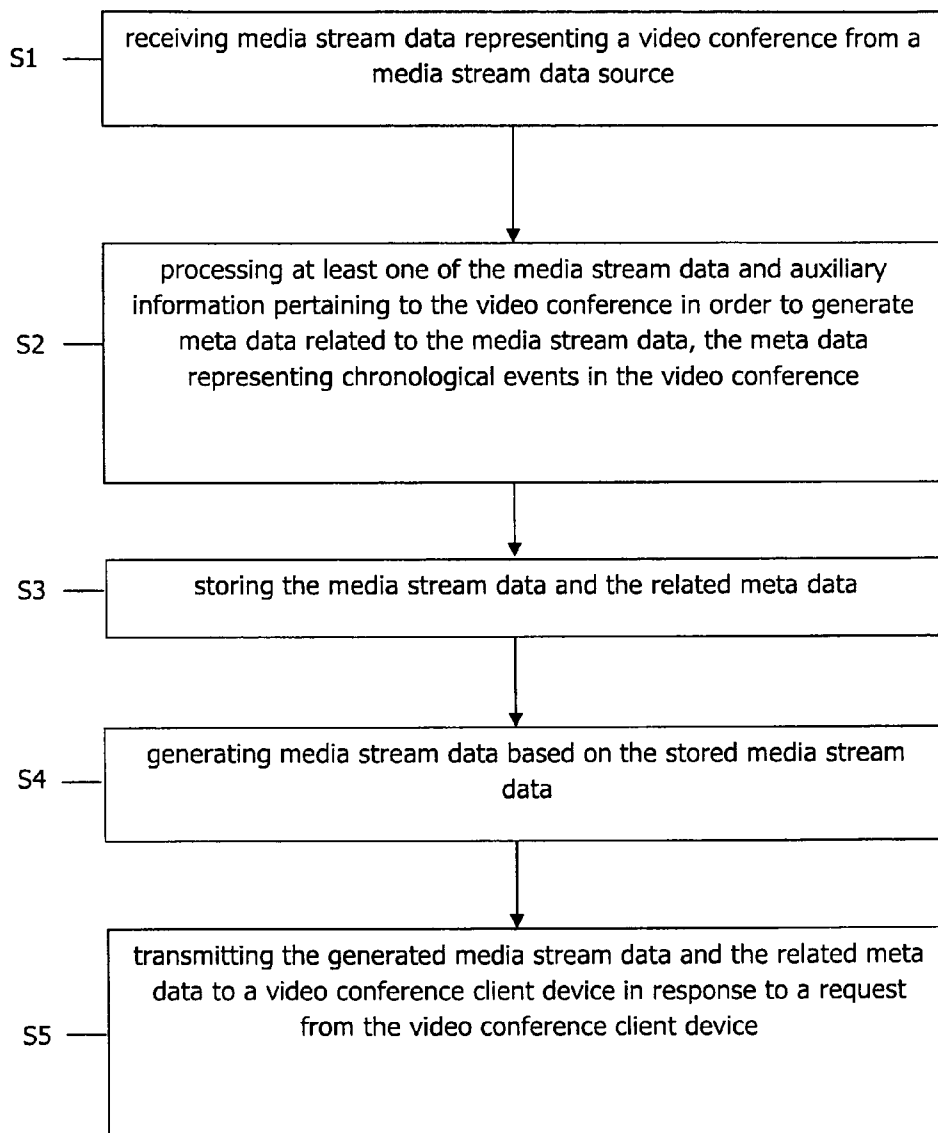 S1
receiving media stream data representing a video conference from a
media stream data source
S2
processing at least one of the media stream data and auxiliary
information pertaining to the video conference in order to generate
meta data related to the media stream data, the meta data
representing chronological events in the video conference
S3
storing the media stream data and the related meta data
S4
generating media stream data based on the stored media stream
data
S5
transmitting the generated media stream data and the related meta
data to a video conference client device in response to a request
from the video conference client device